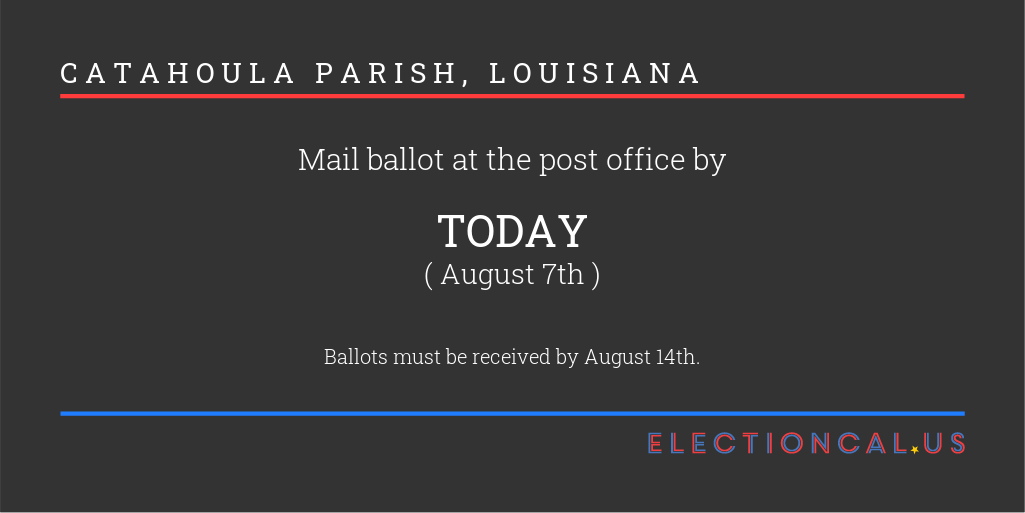 CATAHOULA PARISH, LOUISIANA
Mail ballot at the post office by
TODAY
( August 7th )
Ballots must be received by August 14th.
ELECTIONCAL.US